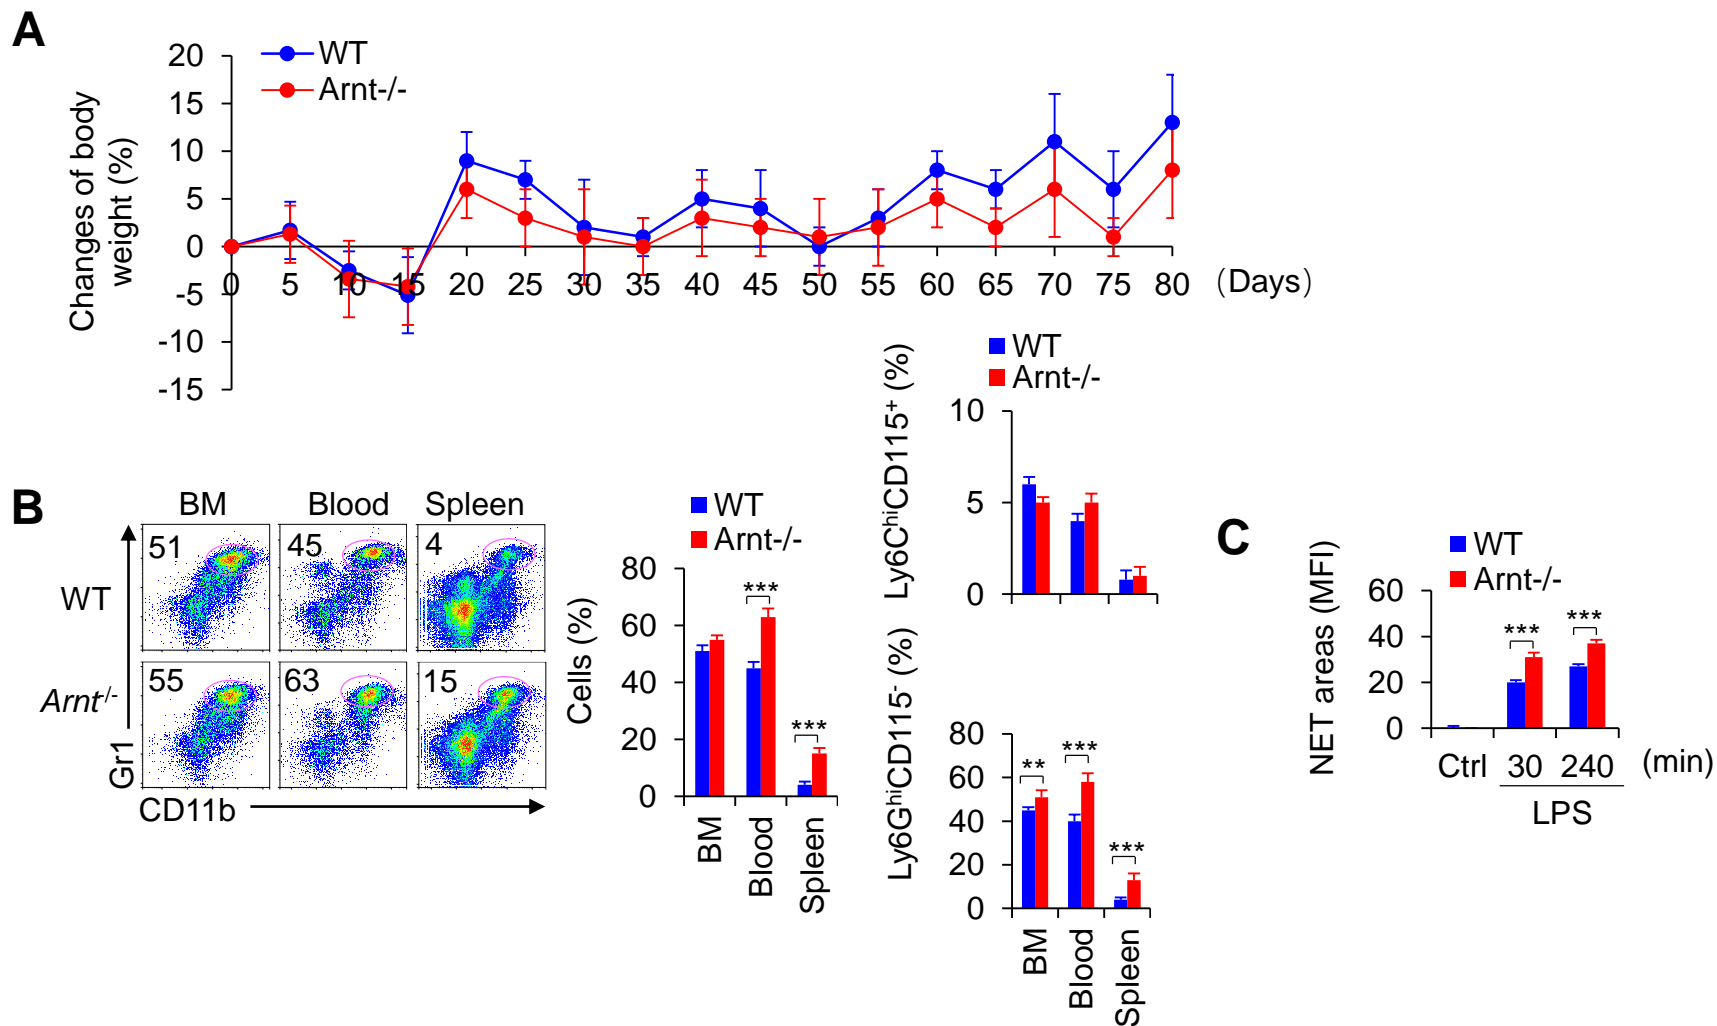 A
WT
Arnt-/-
Changes of body
weight (%)
20
15
10
5
0
-5
-10
-15
0 5 10 15 20 25 30 35 40 45 50 55 60 65 70 75 80 (Days)
B
BM Blood Spleen
WT
51 45 4
Arnt-/-
55 63 15
Gr1
CD11b
WT
Arnt-/-
Cells (%)
80
60
40
20
0
***
***
BM Blood Spleen
WT
Arnt-/-
Ly6ChiCD115+ (%)
10
5
0
Ly6GhiCD115- (%)
80
60
40
20
0
**
***
***
BM Blood Spleen
C
WT
Arnt-/-
NET areas (MFI)
60
40
20
0
***
***
Ctrl 30 240 (min)
LPS